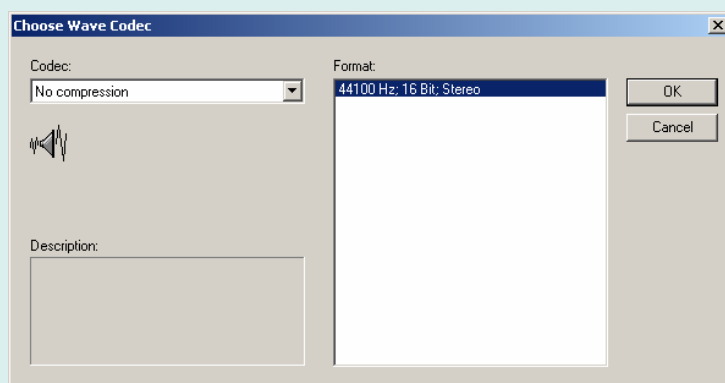 Choose Wave Codec
Codec:
No compression
Format:
44100 Hz; 16 Bit; Stereo
OK
Cancel
Description: